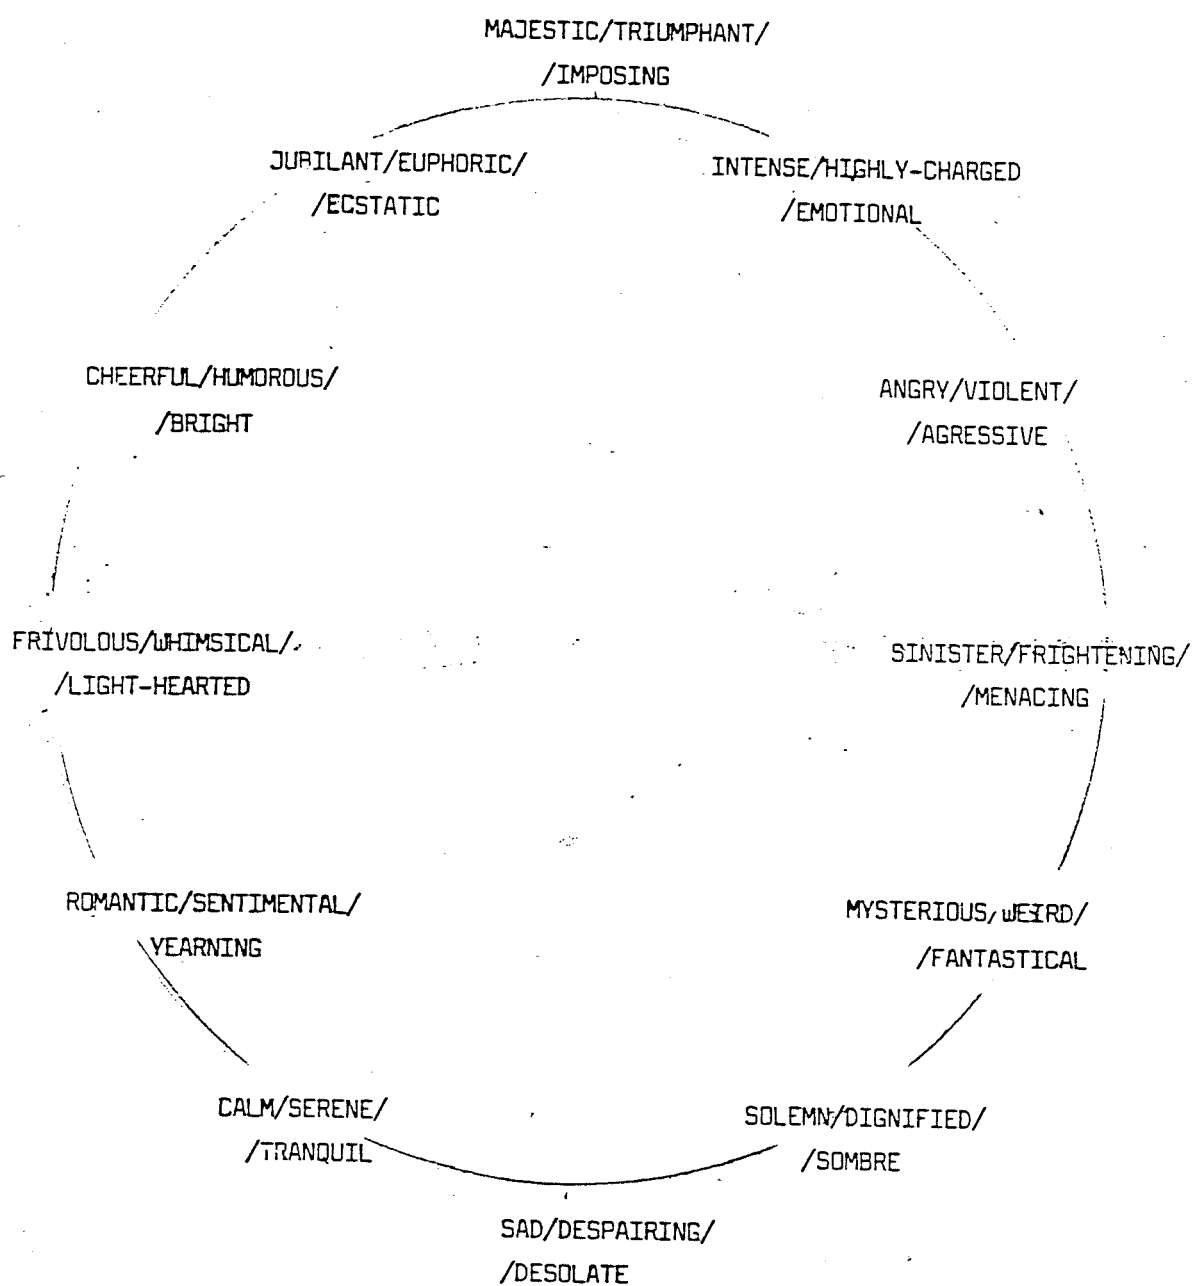 MAJESTIC/TRIUMPHANT/
/IMPOSING
JUBILANT/EUPHORIC/
/ECSTATIC
INTENSE/HIGHLY-CHARGED
/EMOTIONAL
CHEERFUL/HUMOROUS/
/BRIGHT
ANGRY/VIOLENT/
/AGRESSIVE
FRIVOLOUS/WHIMSICAL/
/LIGHT-HEARTED
SINISTER/FRIGHTENING/
/MENACING
ROMANTIC/SENTIMENTAL/
YEARNING
MYSTERIOUS/WEIRD/
/FANTASTICAL
CALM/SERENE/
/TRANQUIL
SOLEMN/DIGNIFIED/
/SOMBRE
SAD/DESPAIRING/
/DESOLATE